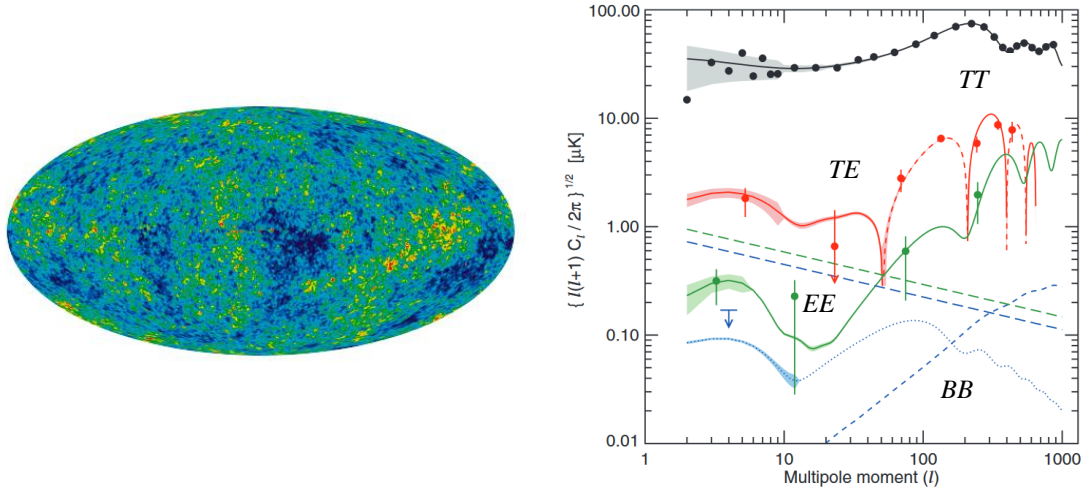 100.00
10.00
1.00
0.10
0.01
{ l(l+1) C_l / 2π }^{1/2} [μK]
TT
TE
EE
BB
1 10 100 1000
Multipole moment (l)